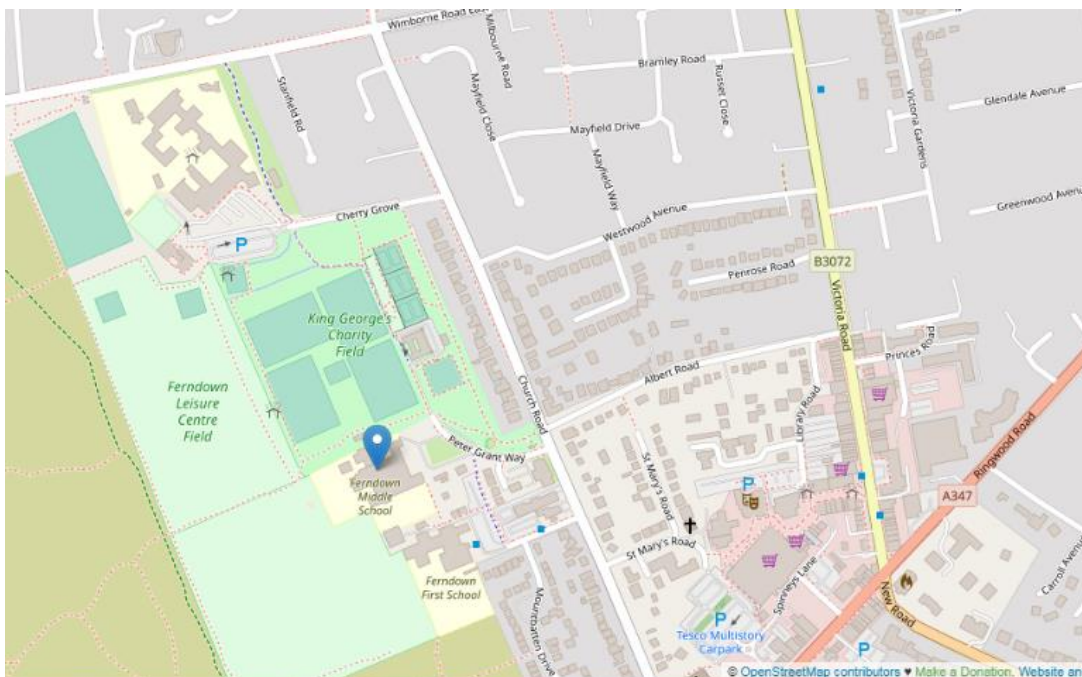 Wimborne Road East
Milbourne Road
Stanfield Rd
Mayfield Close
Bramley Road
Russet Close
Victoria Gardens
Glendale Avenue
Mayfield Drive
Mayfield Way
Cherry Grove
P
Westwood Avenue
Greenwood Avenu
Penrose Road
B3072
Victoria Road
King George's
Charity
Field
Princes Road
Church Road
Albert Road
Library Road
Ferndown
Leisure
Centre
Field
Ringwood Road
Peter Grant Way
St Mary's Road
P
A347
Ferndown
Middle
School
St Mary's Road
Spinneys Lane
Carroll Avenue
Ferndown
First School
Mountbatten Drive
New Road
P
Tesco Multistory
Carpark
P
© OpenStreetMap contributors ♥ Make a Donation. Website an